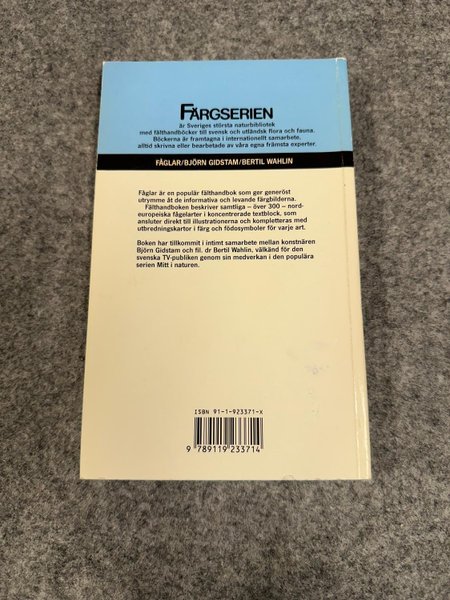 FÄRGSERIEN
är Sveriges största naturbibliotek
med fälthandböcker till svensk och utländsk flora och fauna.
Böckerna är framtagna i internationellt samarbete,
alltid skrivna eller bearbetade av våra egna främsta experter.
FÅGLAR/BJÖRN GIDSTAM/BERTIL WAHLIN
Fåglar är en populär fälthandbok som ger generöst
utrymme åt de informativa och levande färgbilderna.
Fälthandboken beskriver samtliga – över 300 – nord-
europeiska fågelarter i koncentrerade textblock, som
ansluter direkt till illustrationerna och kompletteras med
utbredningskartor i färg och födosymboler för varje art.
Boken har tillkommit i intimt samarbete mellan konstnären
Björn Gidstam och fil. dr Bertil Wahlin, välkänd för den
svenska TV-publiken genom sin medverkan i den populära
serien Mitt i naturen.
ISBN 91-1-923371-X
9 789119 233714